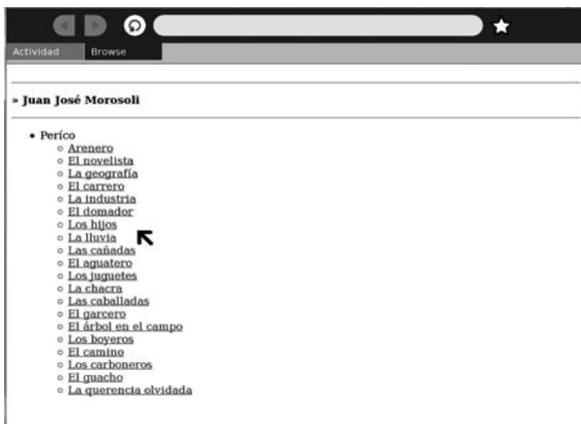 Actividad Browse
» Juan José Morosoli
• Períco
◦ Arenero
◦ El novelista
◦ La geografía
◦ El carrero
◦ La industria
◦ El domador
◦ Los hijos
◦ La lluvia
◦ Las cañadas
◦ El aguatero
◦ Los juguetes
◦ La chacra
◦ Las caballadas
◦ El garcero
◦ El árbol en el campo
◦ Los boyeros
◦ El camino
◦ Los carboneros
◦ El guacho
◦ La querencia olvidada